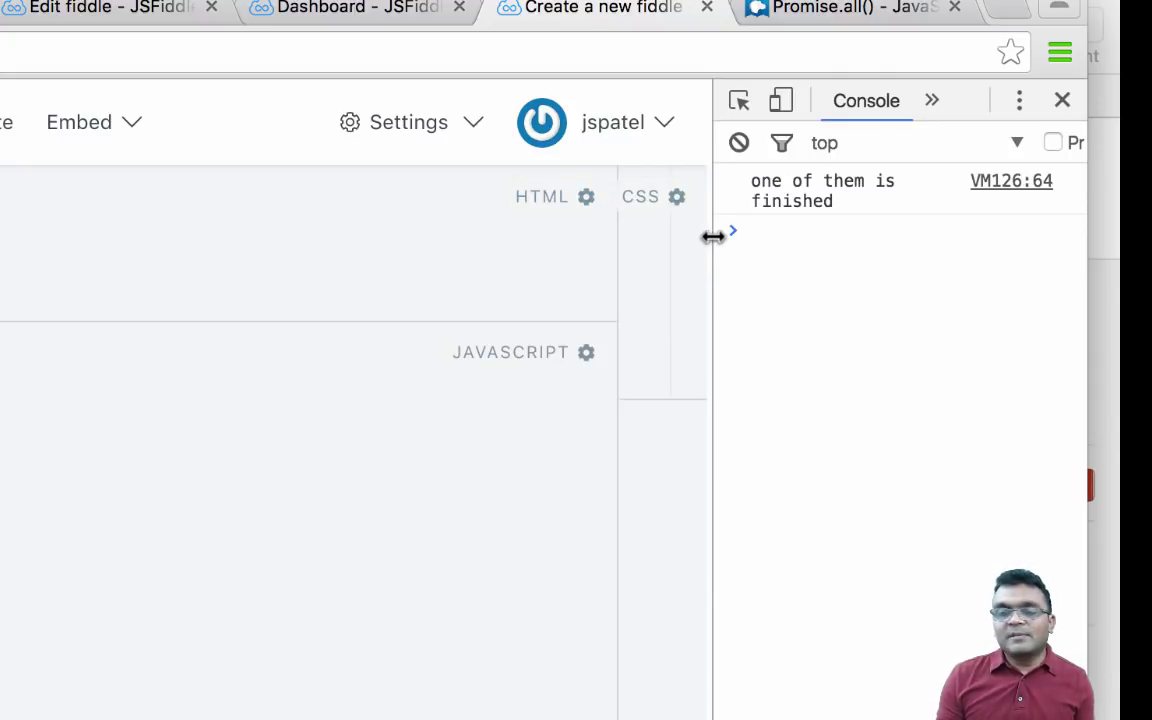 Edit fiddle - JSFiddl
Dashboard - JSFiddl
Create a new fiddle
Promise.all() - JavaS
nt
te
Embed
Settings
jspatel
Console
top
Pr
HTML
CSS
one of them is
finished
VM126:64
JAVASCRIPT